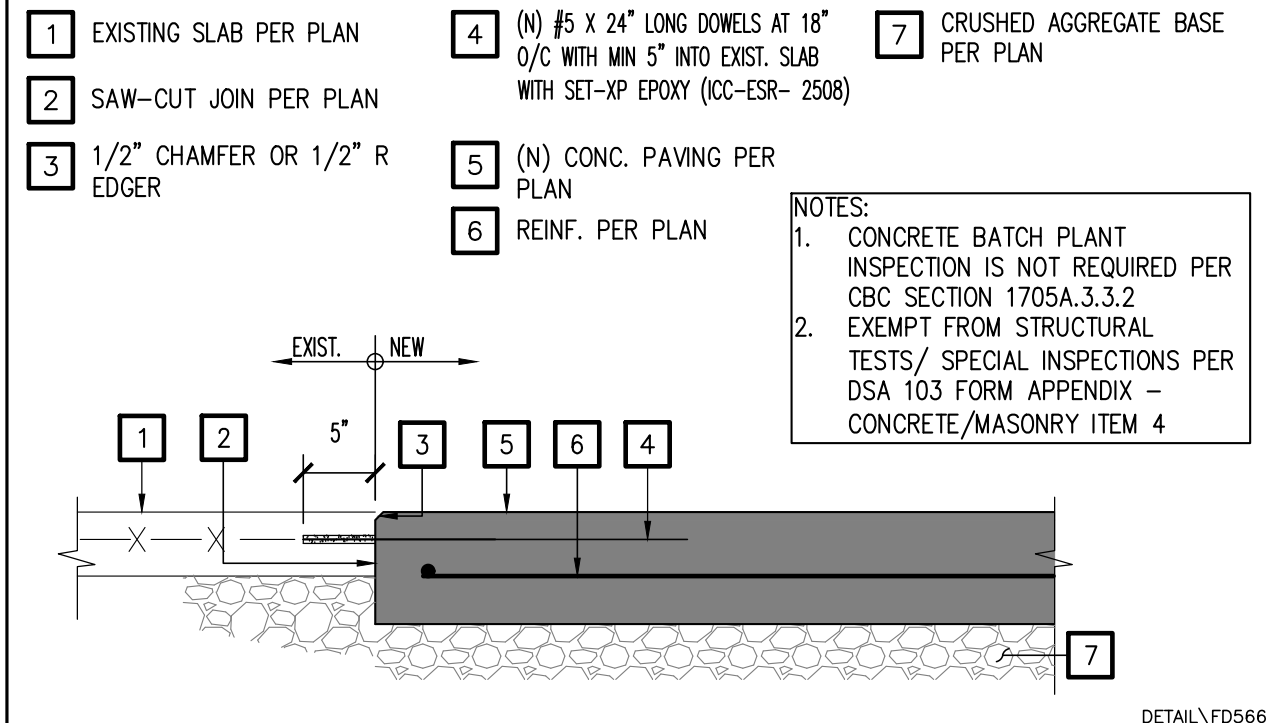 1 EXISTING SLAB PER PLAN
2 SAW-CUT JOIN PER PLAN
3 1/2" CHAMFER OR 1/2" R
EDGER
4 (N) #5 X 24" LONG DOWELS AT 18"
O/C WITH MIN 5" INTO EXIST. SLAB
WITH SET-XP EPOXY (ICC-ESR- 2508)
5 (N) CONC. PAVING PER
PLAN
6 REINF. PER PLAN
7 CRUSHED AGGREGATE BASE
PER PLAN
NOTES:
1. CONCRETE BATCH PLANT
INSPECTION IS NOT REQUIRED PER
CBC SECTION 1705A.3.3.2
2. EXEMPT FROM STRUCTURAL
TESTS/ SPECIAL INSPECTIONS PER
DSA 103 FORM APPENDIX -
CONCRETE/MASONRY ITEM 4
EXIST. NEW
1 2 5" 3 5 6 4
7
DETAIL\FD566